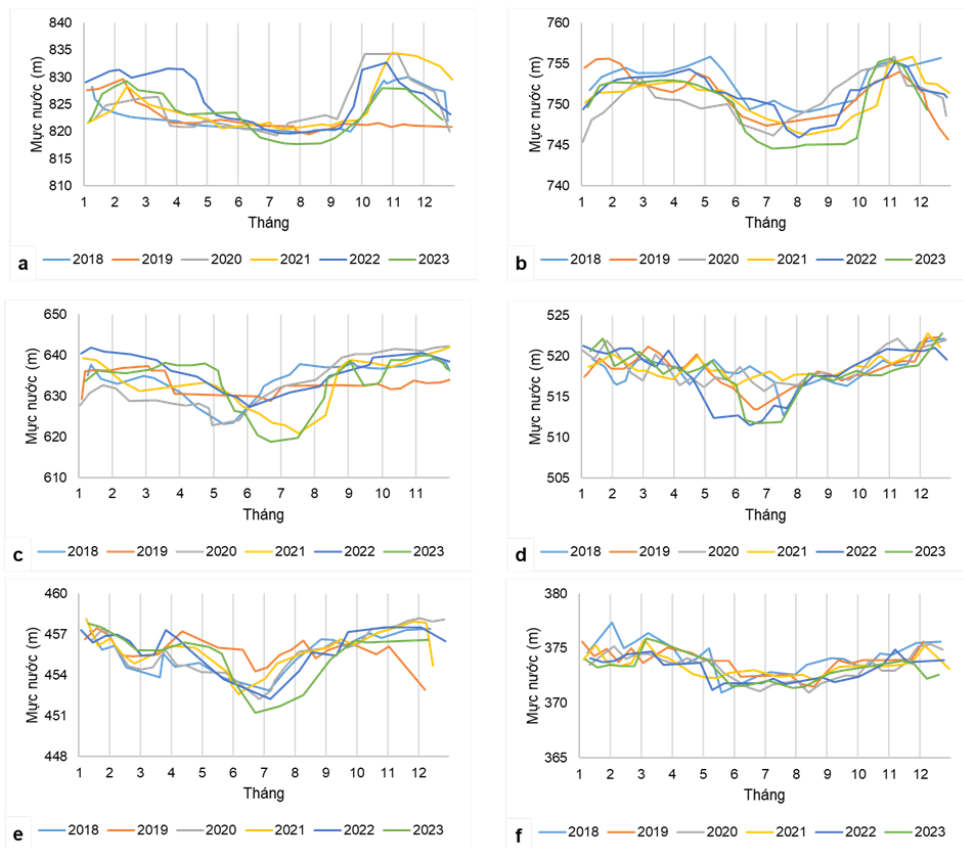 Mực nước (m)
840
835
830
825
820
815
810
1 2 3 4 5 6 7 8 9 10 11 12
Tháng
a 2018 2019 2020 2021 2022 2023
Mực nước (m)
760
755
750
745
740
1 2 3 4 5 6 7 8 9 10 11 12
Tháng
b 2018 2019 2020 2021 2022 2023
Mực nước (m)
650
640
630
620
610
1 2 3 4 5 6 7 8 9 10 11
Tháng
c 2018 2019 2020 2021 2022 2023
Mực nước (m)
525
520
515
510
505
1 2 3 4 5 6 7 8 9 10 11 12
Tháng
d 2018 2019 2020 2021 2022 2023
Mực nước (m)
460
457
454
451
448
1 2 3 4 5 6 7 8 9 10 11 12
Tháng
e 2018 2019 2020 2021 2022 2023
Mực nước (m)
380
375
370
365
1 2 3 4 5 6 7 8 9 10 11 12
Tháng
f 2018 2019 2020 2021 2022 2023